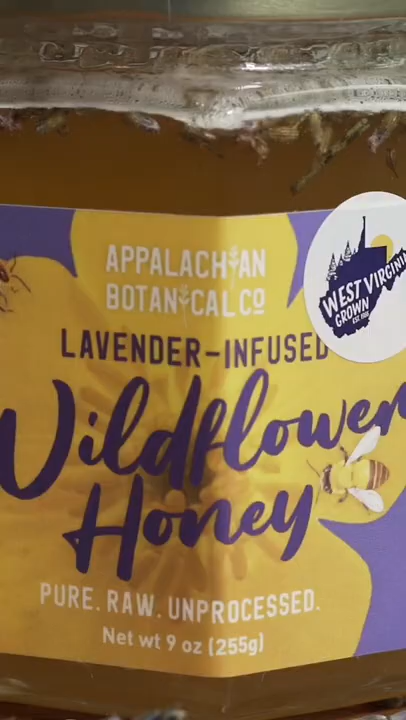 APPALACHIAN
BOTANICAL CO
WEST VIRGINIA
GROWN
LAVENDER-INFUSED
Wildflower
Honey
PURE. RAW. UNPROCESSED.
Net wt 9 oz (255g)